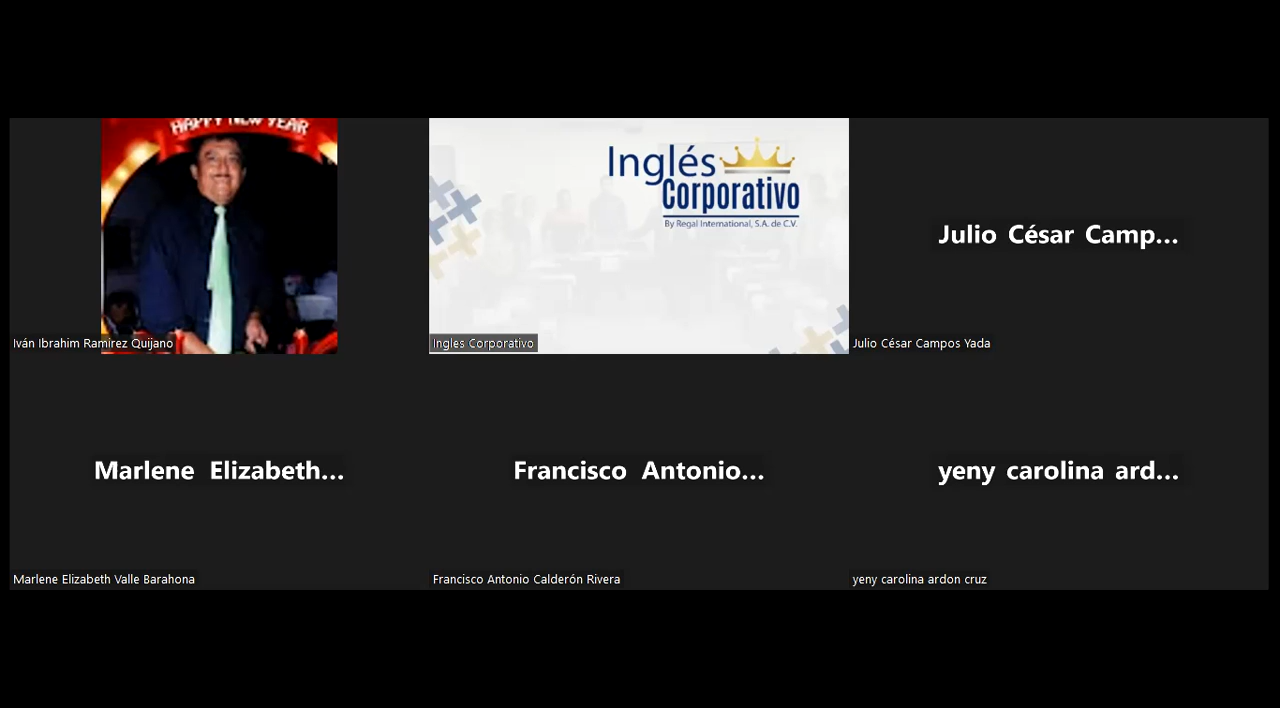 HAPPY NEW YEAR
Iván Ibrahim Ramirez Quijano
Inglés
Corporativo
By Regal International, S.A. de C.V.
Ingles Corporativo
Julio César Camp...
Julio César Campos Yada
Marlene Elizabeth...
Marlene Elizabeth Valle Barahona
Francisco Antonio...
Francisco Antonio Calderón Rivera
yeny carolina ard...
yeny carolina ardon cruz